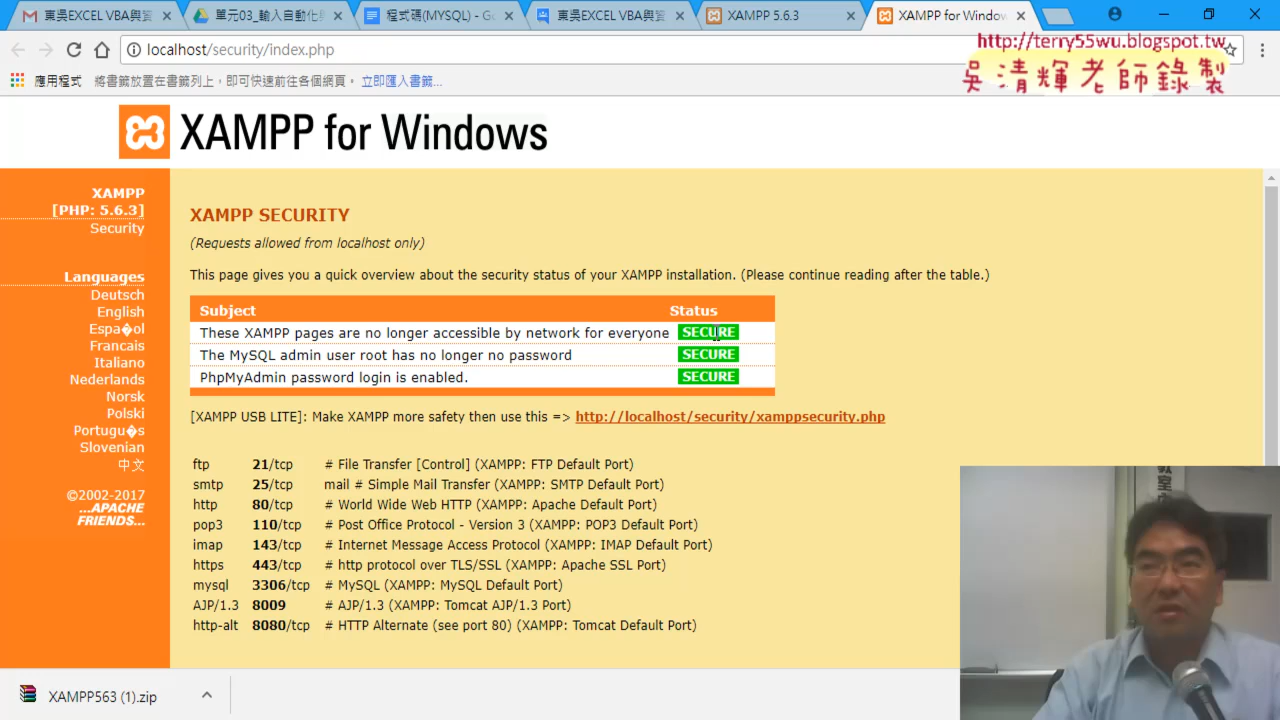 東吳EXCEL VBA與資
單元03_輸入自動化與
程式碼(MYSQL) - Go
東吳EXCEL VBA與資
XAMPP 5.6.3
XAMPP for Window
localhost/security/index.php
http://terry55wu.blogspot.tw
吳清輝老師錄製
應用程式
將書籤放置在書籤列上，即可快速前往各個網頁。
立即匯入書籤...
XAMPP for Windows
XAMPP
[PHP: 5.6.3]
Security
Languages
Deutsch
English
Espa�ol
Francais
Italiano
Nederlands
Norsk
Polski
Portugu�s
Slovenian
中文
©2002-2017
...APACHE
FRIENDS...
XAMPP SECURITY
(Requests allowed from localhost only)
This page gives you a quick overview about the security status of your XAMPP installation. (Please continue reading after the table.)
Subject Status
These XAMPP pages are no longer accessible by network for everyone SECURE
The MySQL admin user root has no longer no password SECURE
PhpMyAdmin password login is enabled. SECURE
[XAMPP USB LITE]: Make XAMPP more safety then use this => http://localhost/security/xamppsecurity.php
ftp 21/tcp # File Transfer [Control] (XAMPP: FTP Default Port)
smtp 25/tcp mail # Simple Mail Transfer (XAMPP: SMTP Default Port)
http 80/tcp # World Wide Web HTTP (XAMPP: Apache Default Port)
pop3 110/tcp # Post Office Protocol - Version 3 (XAMPP: POP3 Default Port)
imap 143/tcp # Internet Message Access Protocol (XAMPP: IMAP Default Port)
https 443/tcp # http protocol over TLS/SSL (XAMPP: Apache SSL Port)
mysql 3306/tcp # MySQL (XAMPP: MySQL Default Port)
AJP/1.3 8009 # AJP/1.3 (XAMPP: Tomcat AJP/1.3 Port)
http-alt 8080/tcp # HTTP Alternate (see port 80) (XAMPP: Tomcat Default Port)
XAMPP563 (1).zip